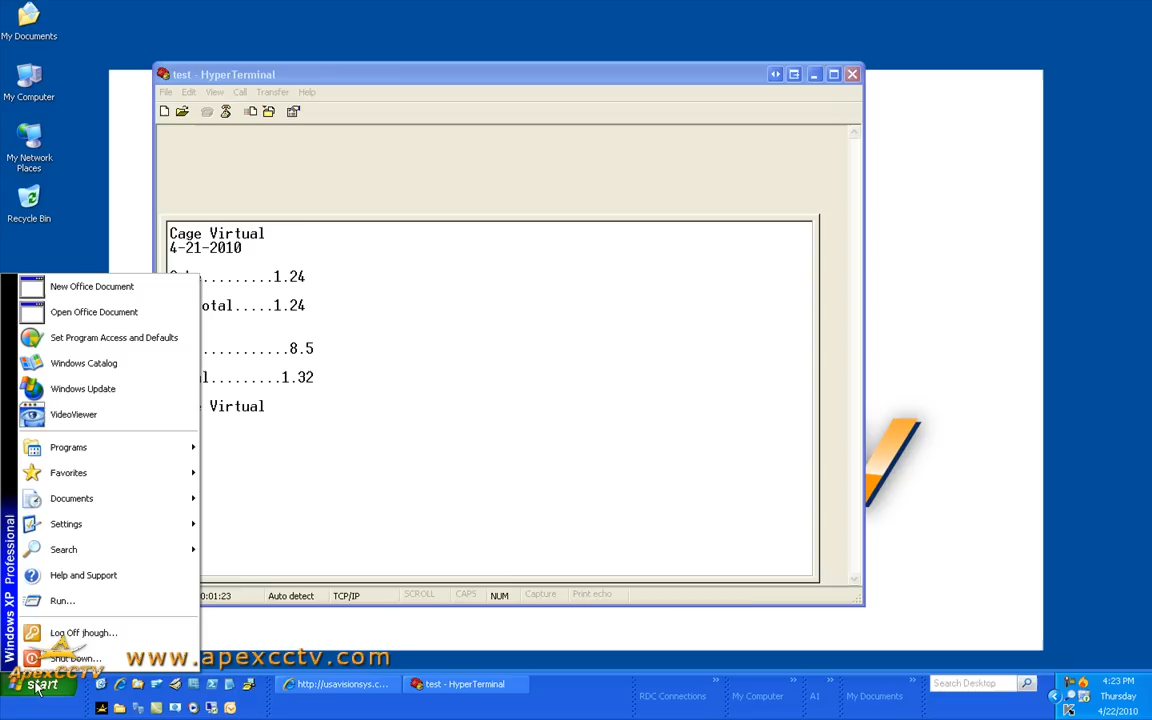 My Documents
My Computer
My Network
Places
Recycle Bin
test - HyperTerminal
File Edit View Call Transfer Help
Cage Virtual
4-21-2010
.........1.24
otal.....1.24
...........8.5
l.........1.32
Virtual
0:01:23 Auto detect TCP/IP SCROLL CAPS NUM Capture Print echo
New Office Document
Open Office Document
Set Program Access and Defaults
Windows Catalog
Windows Update
VideoViewer
Programs
Favorites
Documents
Settings
Search
Help and Support
Run...
Log Off jhough...
Shut Down...
Windows XP Professional
ApexCCTV
www.apexcctv.com
start
http://usavisionsys.c...
test - HyperTerminal
RDC Connections
My Computer
AI
My Documents
Search Desktop
4:23 PM
Thursday
4/22/2010